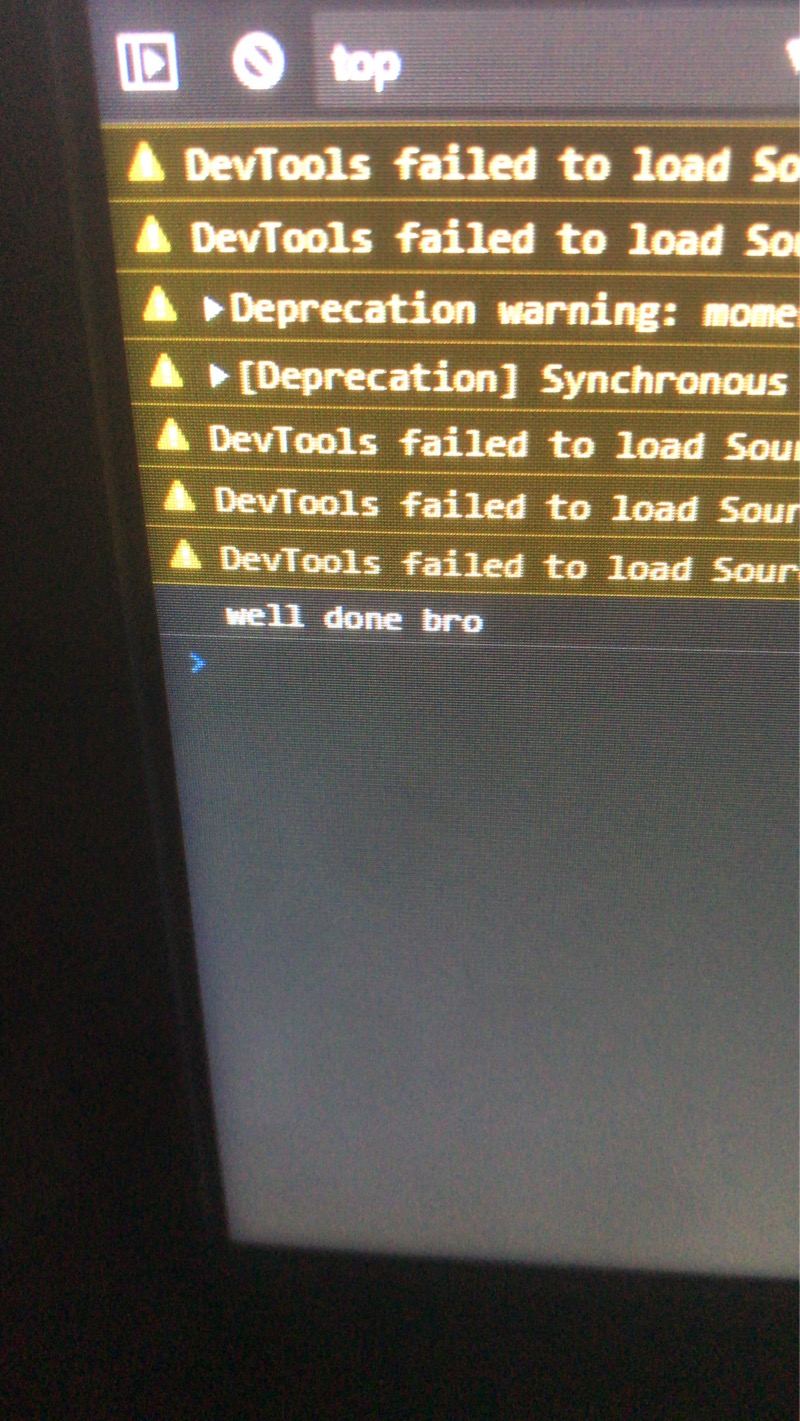 top
DevTools failed to load So
DevTools failed to load Sou
Deprecation warning: mome
[Deprecation] Synchronous
DevTools failed to load Sour
DevTools failed to load Sour
DevTools failed to load Sour
well done bro